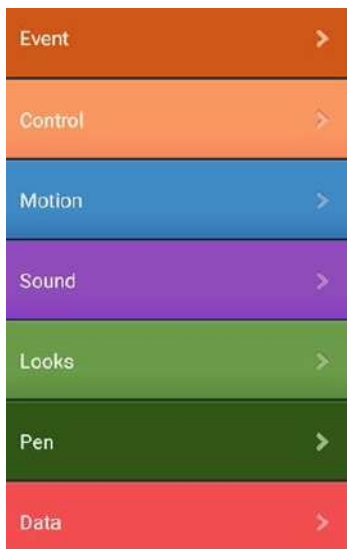 Event
Control
Motion
Sound
Looks
Pen
Data